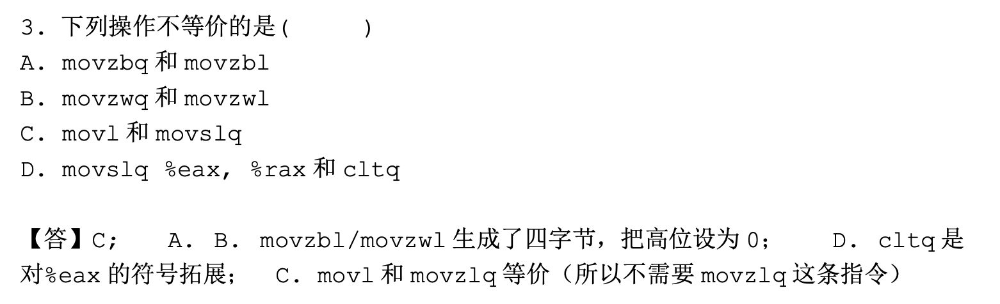 3. 下列操作不等价的是(    )
A. movzbq 和 movzbl
B. movzwq 和 movzwl
C. movl 和 movslq
D. movslq %eax, %rax 和 cltq
【答】C;  A. B. movzbl/movzwl 生成了四字节，把高位设为 0;  D. cltq 是
对%eax 的符号拓展;  C. movl 和 movzlq 等价（所以不需要 movzlq 这条指令）